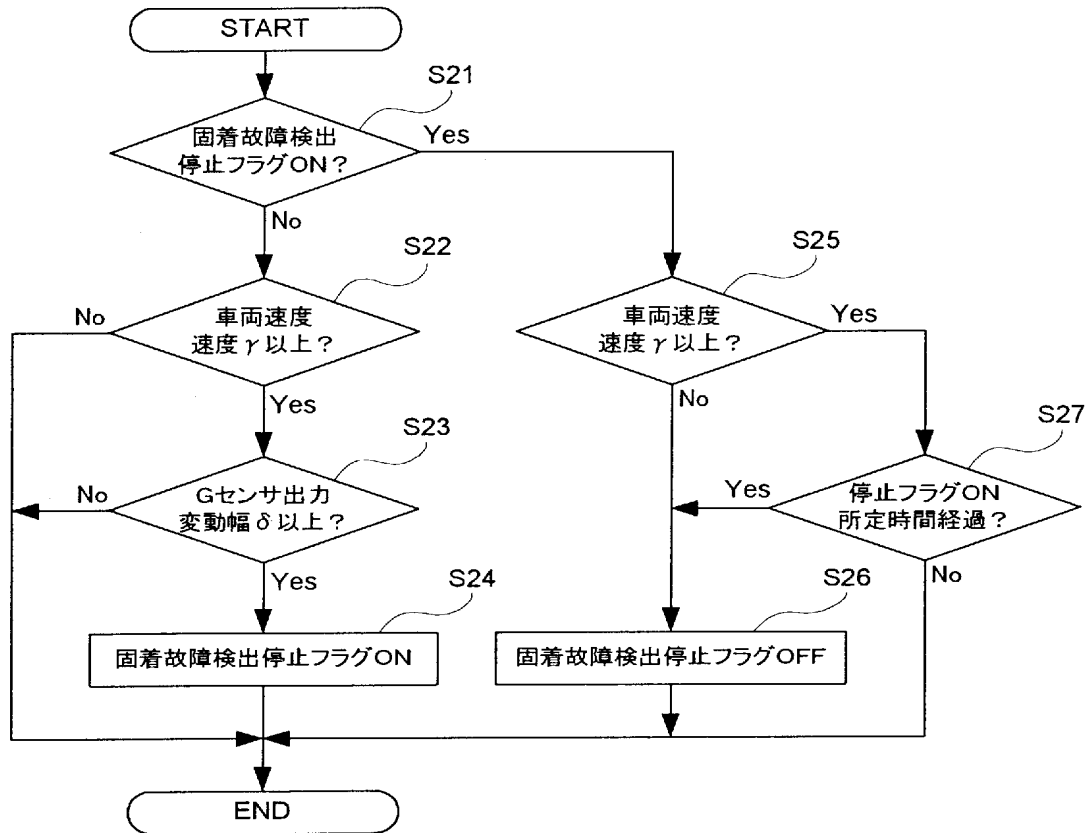 START
S21
固着故障検出
停止フラグON？
Yes
No
S22
車両速度
速度γ以上？
No
Yes
S23
Gセンサ出力
変動幅δ以上？
No
Yes
S24
固着故障検出停止フラグON
S25
車両速度
速度γ以上？
Yes
No
S27
停止フラグON
所定時間経過？
Yes
No
S26
固着故障検出停止フラグOFF
END